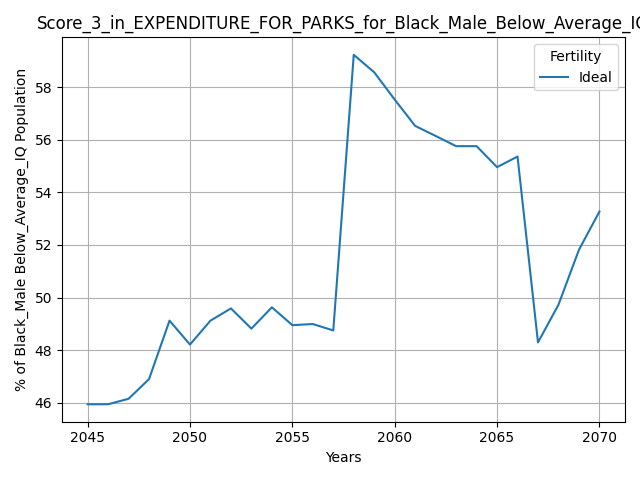 Score_3_in_EXPENDITURE_FOR_PARKS_for_Black_Male_Below_Average_IQ
Fertility
Ideal
% of Black_Male Below_Average_IQ Population
58
56
54
52
50
48
46
2045 2050 2055 2060 2065 2070
Years